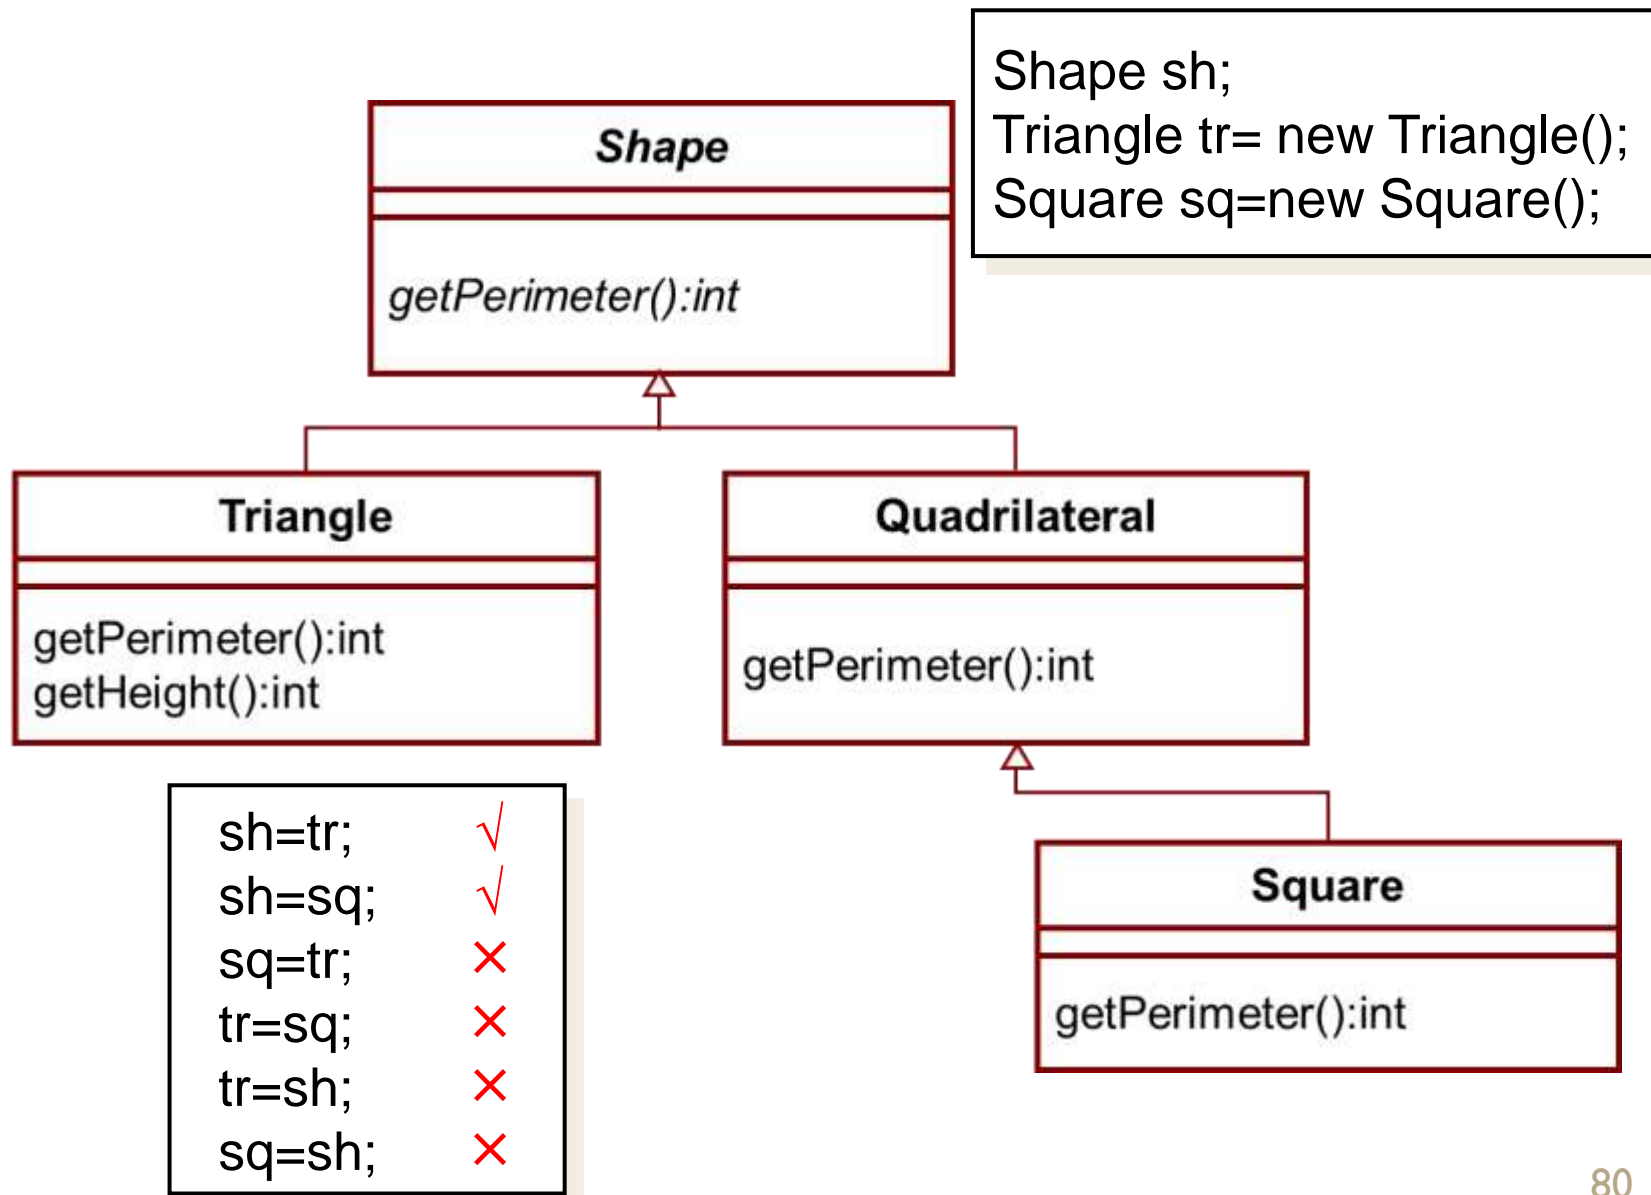 Shape sh;
Triangle tr= new Triangle();
Square sq=new Square();
Shape
getPerimeter():int
Triangle
getPerimeter():int
getHeight():int
Quadrilateral
getPerimeter():int
Square
getPerimeter():int
sh=tr; √
sh=sq; √
sq=tr; ×
tr=sq; ×
tr=sh; ×
sq=sh; ×
80